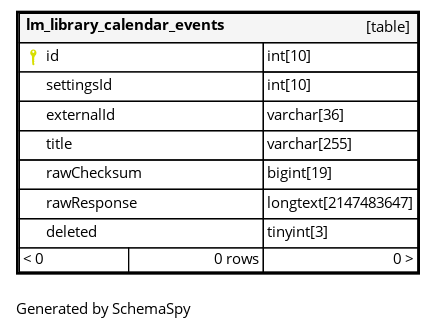 lm_library_calendar_events [table]
id int[10]
settingsId int[10]
externalId varchar[36]
title varchar[255]
rawChecksum bigint[19]
rawResponse longtext[2147483647]
deleted tinyint[3]
< 0 0 rows 0 >
Generated by SchemaSpy